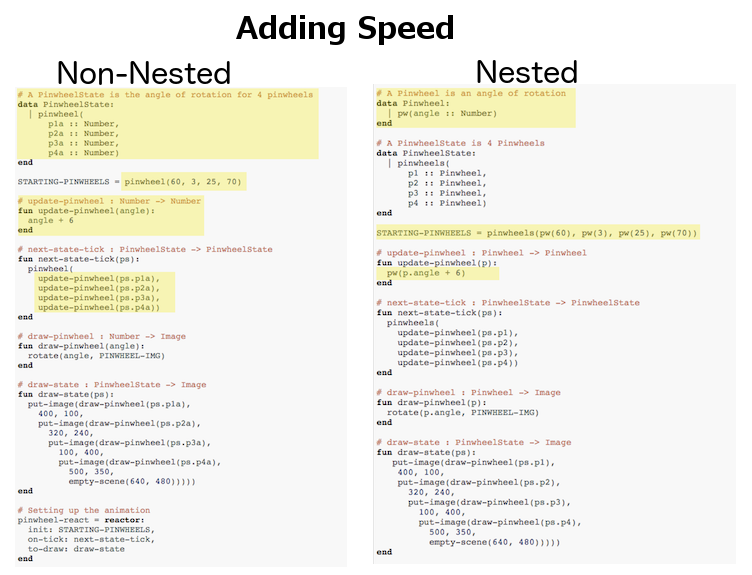 Adding Speed
Non-Nested
# A PinwheelState is the angle of rotation for 4 pinwheels
data PinwheelState:
  | pinwheel(
      p1a :: Number,
      p2a :: Number,
      p3a :: Number,
      p4a :: Number)
end
STARTING-PINWHEELS = pinwheel(60, 3, 25, 70)
# update-pinwheel : Number -> Number
fun update-pinwheel(angle):
  angle + 6
end
# next-state-tick : PinwheelState -> PinwheelState
fun next-state-tick(ps):
  pinwheel(
    update-pinwheel(ps.p1a),
    update-pinwheel(ps.p2a),
    update-pinwheel(ps.p3a),
    update-pinwheel(ps.p4a))
end
# draw-pinwheel : Number -> Image
fun draw-pinwheel(angle):
  rotate(angle, PINWHEEL-IMG)
end
# draw-state : PinwheelState -> Image
fun draw-state(ps):
  put-image(draw-pinwheel(ps.p1a),
    400, 100,
    put-image(draw-pinwheel(ps.p2a),
      320, 240,
      put-image(draw-pinwheel(ps.p3a),
        100, 400,
        put-image(draw-pinwheel(ps.p4a),
          500, 350,
          empty-scene(640, 480)))))
end
# Setting up the animation
pinwheel-react = reactor:
  init: STARTING-PINWHEELS,
  on-tick: next-state-tick,
  to-draw: draw-state
end
Nested
# A Pinwheel is an angle of rotation
data Pinwheel:
  | pw(angle :: Number)
end
# A PinwheelState is 4 Pinwheels
data PinwheelState:
  | pinwheels(
      p1 :: Pinwheel,
      p2 :: Pinwheel,
      p3 :: Pinwheel,
      p4 :: Pinwheel)
end
STARTING-PINWHEELS = pinwheels(pw(60), pw(3), pw(25), pw(70))
# update-pinwheel : Pinwheel -> Pinwheel
fun update-pinwheel(p):
  pw(p.angle + 6)
end
# next-state-tick : PinwheelState -> PinwheelState
fun next-state-tick(ps):
  pinwheels(
    update-pinwheel(ps.p1),
    update-pinwheel(ps.p2),
    update-pinwheel(ps.p3),
    update-pinwheel(ps.p4))
end
# draw-pinwheel : Pinwheel -> Image
fun draw-pinwheel(p):
  rotate(p.angle, PINWHEEL-IMG)
end
# draw-state : PinwheelState -> Image
fun draw-state(ps):
  put-image(draw-pinwheel(ps.p1),
    400, 100,
    put-image(draw-pinwheel(ps.p2),
      320, 240,
      put-image(draw-pinwheel(ps.p3),
        100, 400,
        put-image(draw-pinwheel(ps.p4),
          500, 350,
          empty-scene(640, 480)))))
end